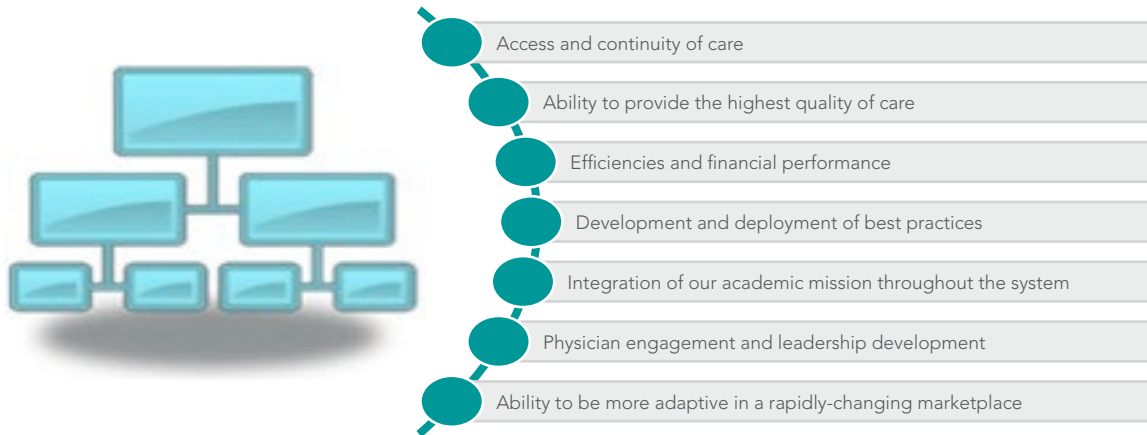 Access and continuity of care
Ability to provide the highest quality of care
Efficiencies and financial performance
Development and deployment of best practices
Integration of our academic mission throughout the system
Physician engagement and leadership development
Ability to be more adaptive in a rapidly-changing marketplace